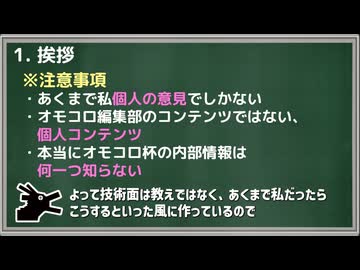 1. 挨拶
※注意事項
・あくまで私個人の意見でしかない
・オモコロ編集部のコンテンツではない、
個人コンテンツ
・本当にオモコロ杯の内部情報は
何一つ知らない
よって技術面は教えではなく、あくまで私だったら
こうするといった風に作っているので